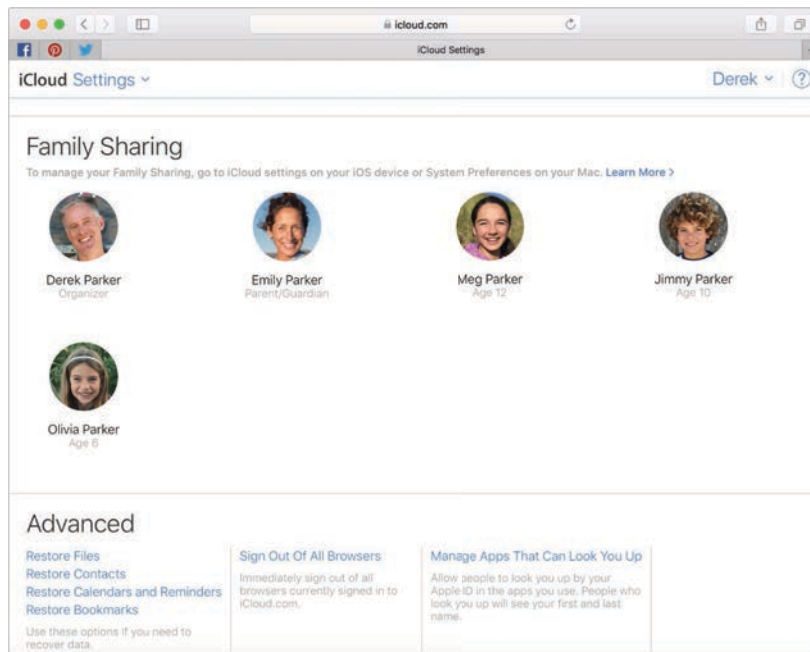 icloud.com
iCloud Settings
iCloud Settings
Derek
?
Family Sharing
To manage your Family Sharing, go to iCloud settings on your iOS device or System Preferences on your Mac. Learn More >
Derek Parker
Organizer
Emily Parker
Parent/Guardian
Meg Parker
Age 12
Jimmy Parker
Age 10
Olivia Parker
Age 6
Advanced
Restore Files
Restore Contacts
Restore Calendars and Reminders
Restore Bookmarks
Use these options if you need to
recover data.
Sign Out Of All Browsers
Immediately sign out of all
browsers currently signed in to
iCloud.com.
Manage Apps That Can Look You Up
Allow people to look you up by your
Apple ID in the apps you use. People who
look you up will see your first and last
name.